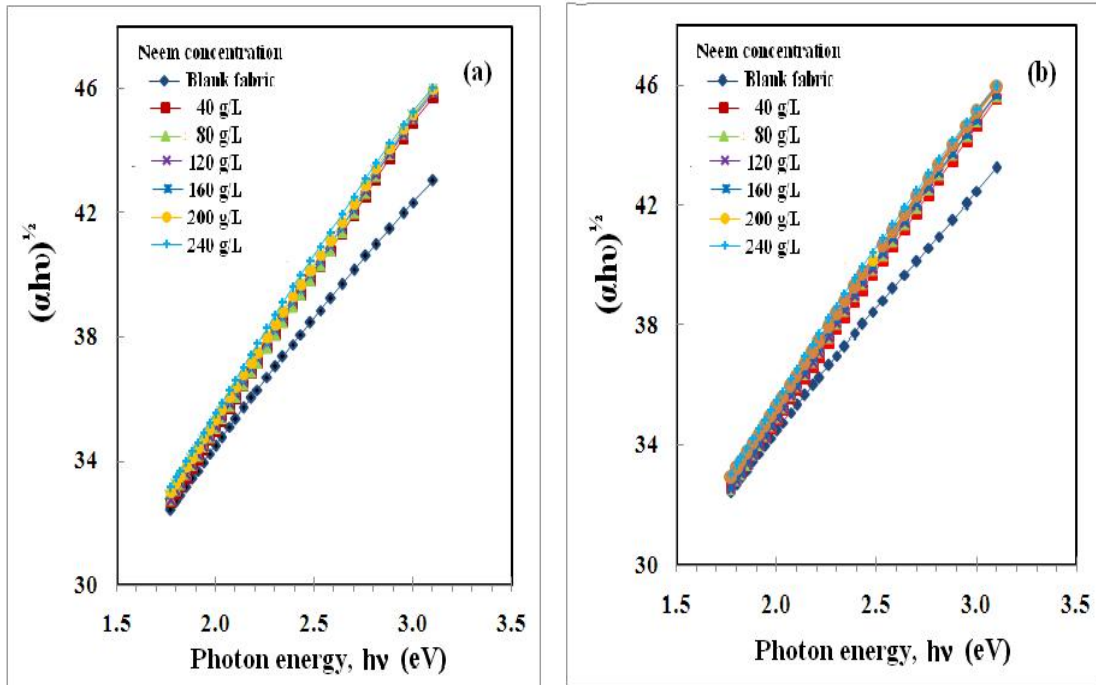 Neem concentration
(a)
Blank fabric
40 g/L
80 g/L
120 g/L
160 g/L
200 g/L
240 g/L
46
42
38
34
30
(αhυ)^½
1.5 2.0 2.5 3.0 3.5
Photon energy, hν (eV)
Neem concentration
(b)
Blank fabric
40 g/L
80 g/L
120 g/L
160 g/L
200 g/L
240 g/L
46
42
38
34
30
(αhυ)^½
1.5 2.0 2.5 3.0 3.5
Photon energy, hν (eV)